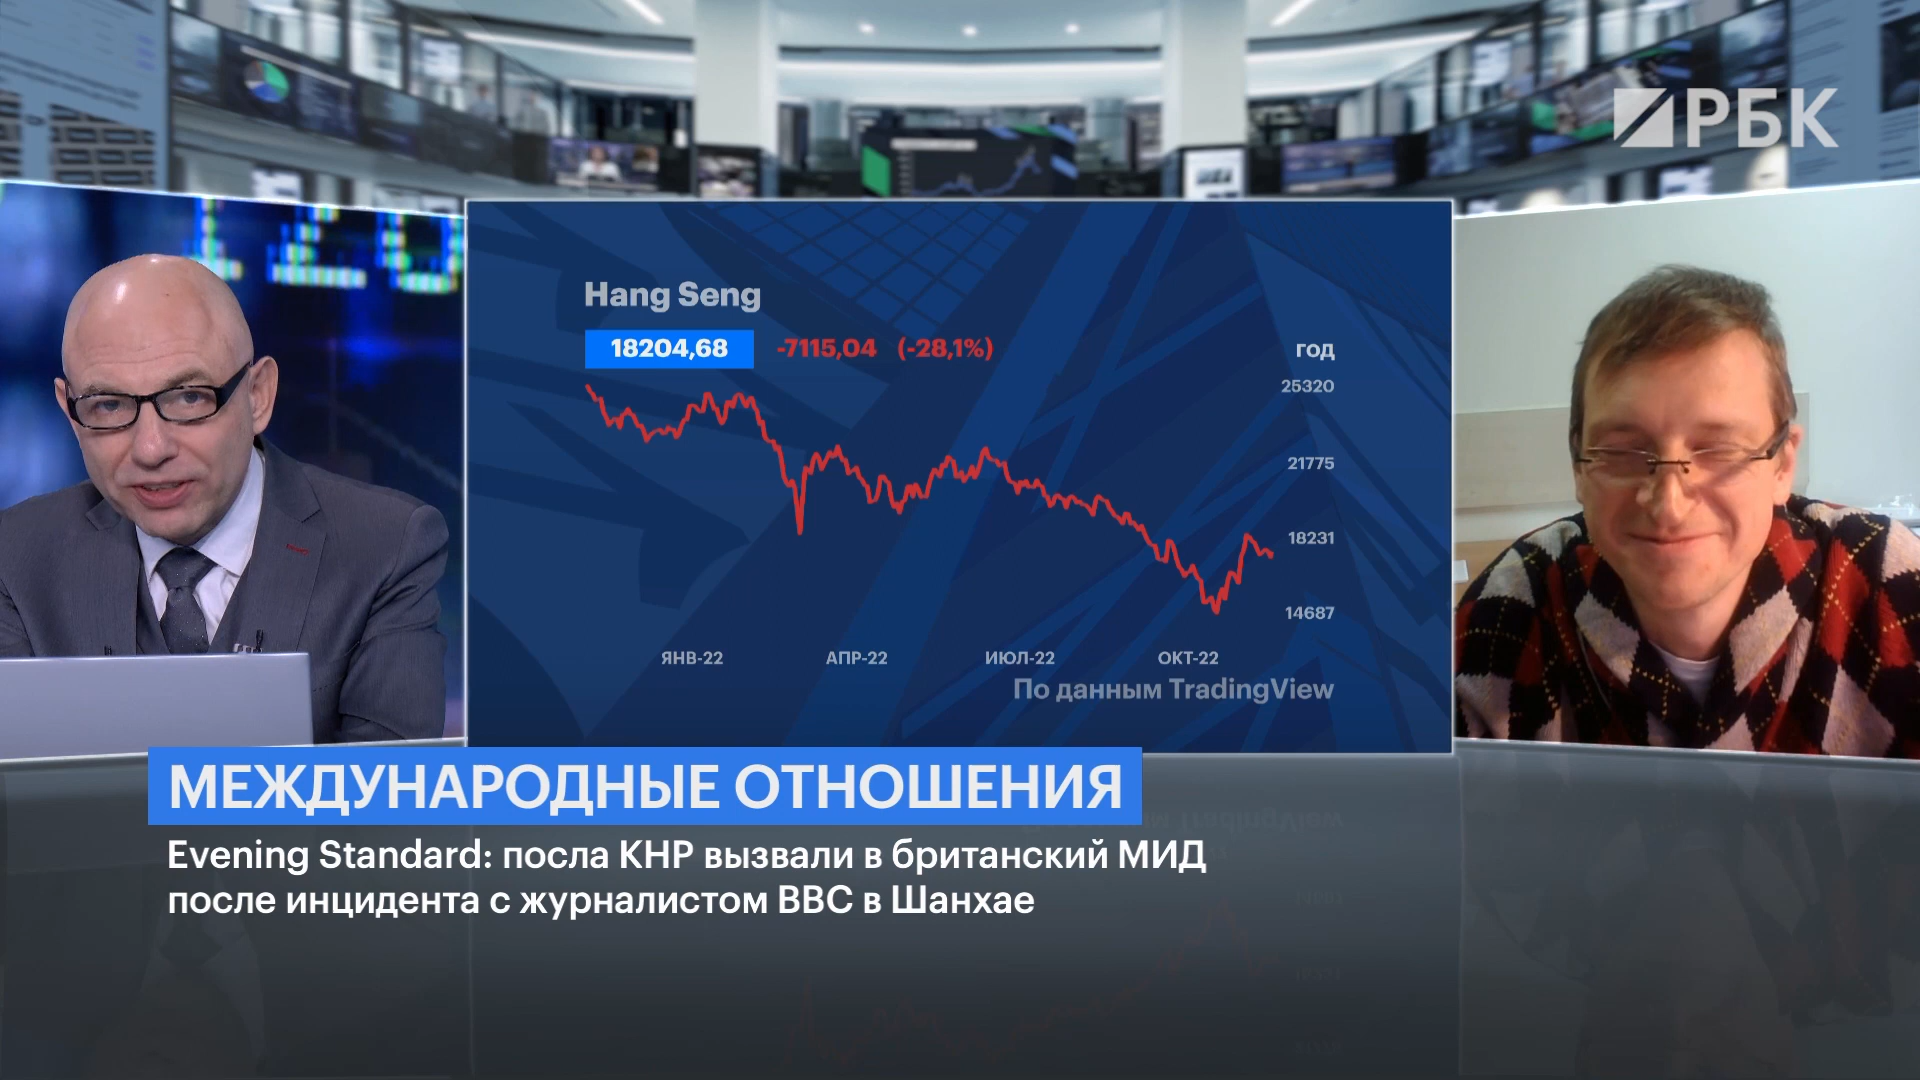 РБК
Hang Seng
18204,68 -7115,04 (-28,1%)
год
25320
21775
18231
14687
ЯНВ-22 АПР-22 ИЮЛ-22 ОКТ-22
По данным TradingView
МЕЖДУНАРОДНЫЕ ОТНОШЕНИЯ
Evening Standard: посла КНР вызвали в британский МИД
после инцидента с журналистом BBC в Шанхае